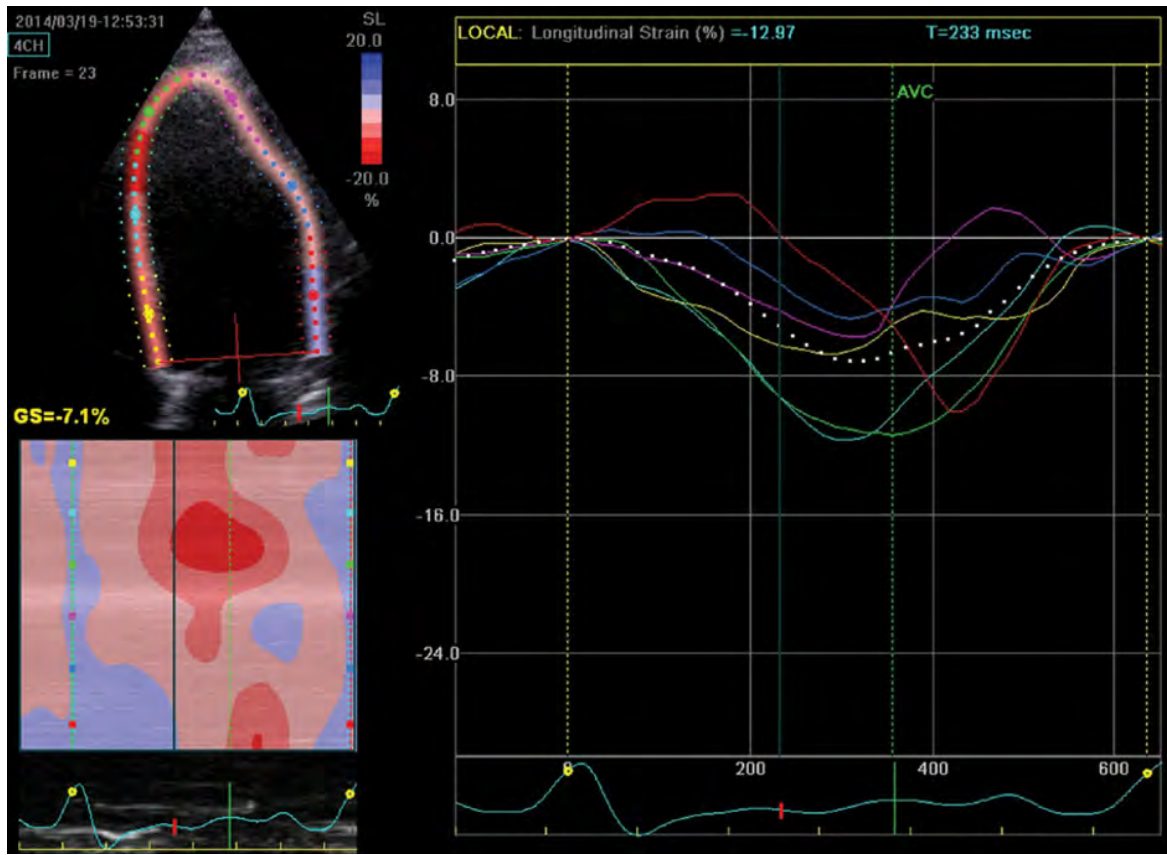 2014/03/19-12:53:31
4CH
Frame = 23
SL
20.0
-20.0
%
GS=-7.1%
LOCAL: Longitudinal Strain (%) =-12.97 T=233 msec
AVC
8.0
0.0
-8.0
-16.0
-24.0
0 200 400 600